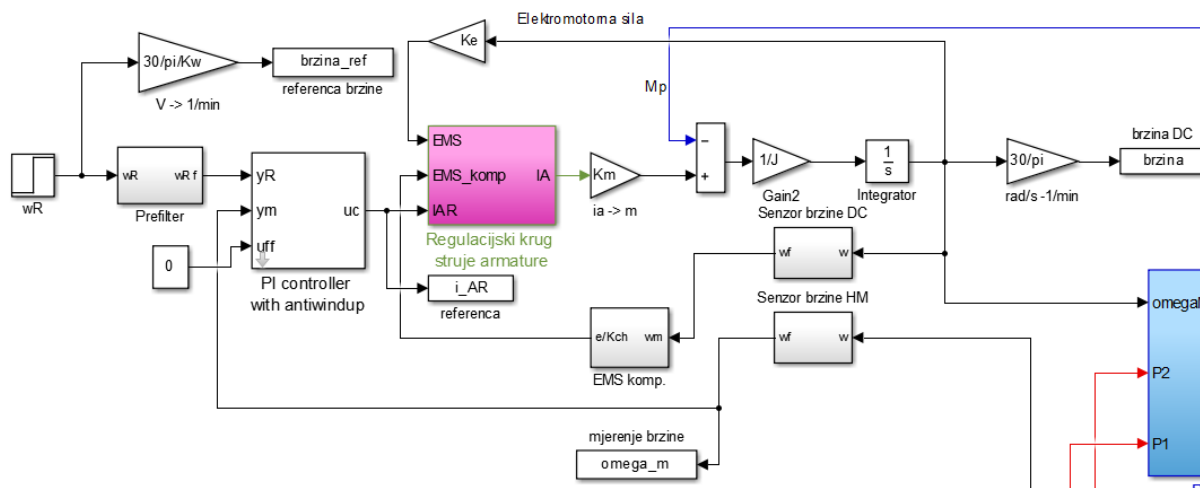 Elektromotorna sila
Ke
30/pi/Kw
brzina_ref
referenca brzine
V -> 1/min
Mp
wR
wR
wRf
Prefilter
yR
ym
uff
uc
PI controller
with antiwindup
0
EMS
EMS_komp
IAR
IA
Regulacijski krug
struje armature
i_AR
referenca
Km
ia -> m
−
+
1/J
Gain2
1
s
Integrator
30/pi
rad/s -1/min
brzina DC
brzina
Senzor brzine DC
wf
w
Senzor brzine HM
wf
w
e/Kch
wm
EMS komp.
mjerenje brzine
omega_m
P2
P1